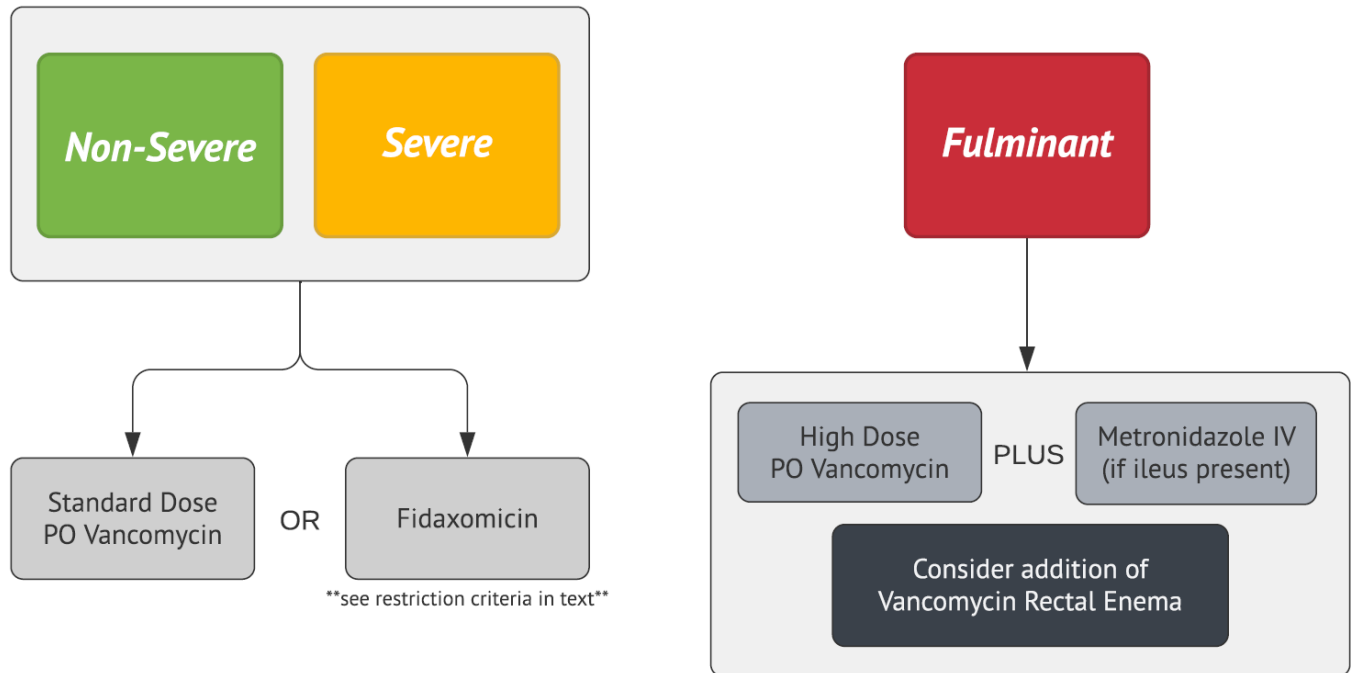 Non-Severe
Severe
Standard Dose
PO Vancomycin
OR
Fidaxomicin
**see restriction criteria in text**
Fulminant
High Dose
PO Vancomycin
PLUS
Metronidazole IV
(if ileus present)
Consider addition of
Vancomycin Rectal Enema